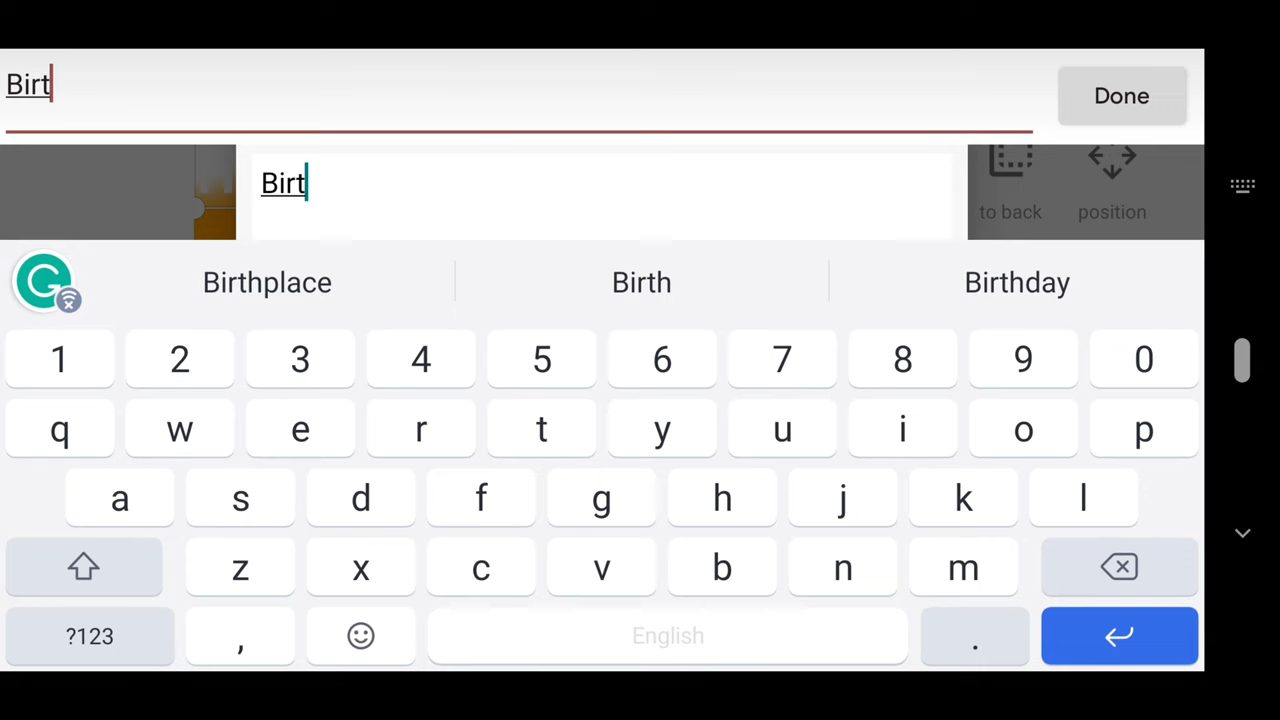 Birt
Done
Birt
to back position
Birthplace Birth Birthday
1 2 3 4 5 6 7 8 9 0
q w e r t y u i o p
a s d f g h j k l
z x c v b n m
?123 , English .